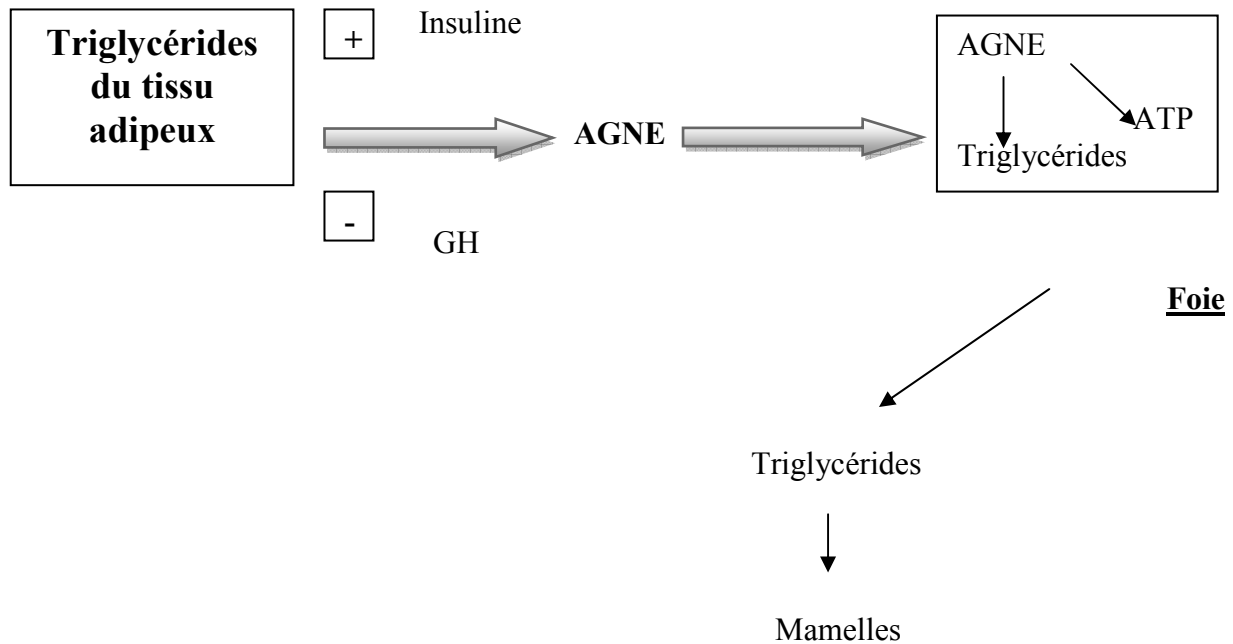 Triglycérides
du tissu
adipeux
+
Insuline
AGNE
-
GH
AGNE
ATP
Triglycérides
Foie
Triglycérides
Mamelles